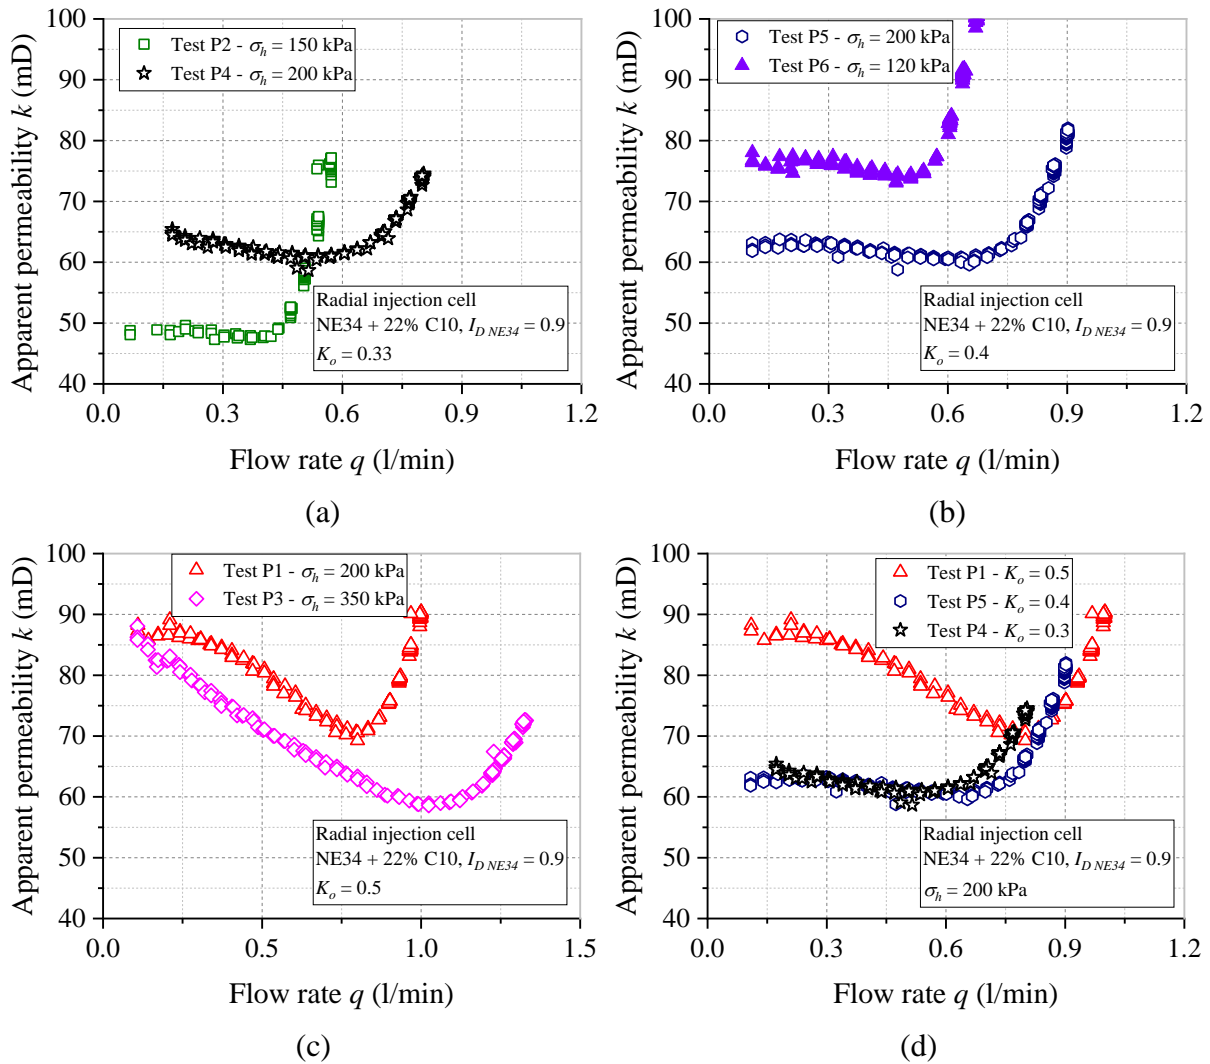 Test P2 - σh = 150 kPa
Test P4 - σh = 200 kPa
Radial injection cell
NE34 + 22% C10, ID NE34 = 0.9
Ko = 0.33
100
90
80
70
60
50
40
0.0 0.3 0.6 0.9 1.2
Apparent permeability k (mD)
Flow rate q (l/min)
(a)
Test P5 - σh = 200 kPa
Test P6 - σh = 120 kPa
Radial injection cell
NE34 + 22% C10, ID NE34 = 0.9
Ko = 0.4
100
90
80
70
60
50
40
0.0 0.3 0.6 0.9 1.2
Apparent permeability k (mD)
Flow rate q (l/min)
(b)
Test P1 - σh = 200 kPa
Test P3 - σh = 350 kPa
Radial injection cell
NE34 + 22% C10, ID NE34 = 0.9
Ko = 0.5
100
90
80
70
60
50
40
0.0 0.5 1.0 1.5
Apparent permeability k (mD)
Flow rate q (l/min)
(c)
Test P1 - Ko = 0.5
Test P5 - Ko = 0.4
Test P4 - Ko = 0.3
Radial injection cell
NE34 + 22% C10, ID NE34 = 0.9
σh = 200 kPa
100
90
80
70
60
50
40
0.0 0.3 0.6 0.9 1.2
Apparent permeability k (mD)
Flow rate q (l/min)
(d)